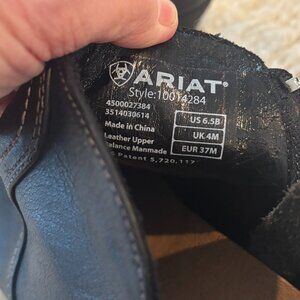 ARIAT
Style:10014284
4500027384
3514030614
Made in China
Leather Upper
Balance Manmade
Patent 5,720,117
US 6.5B
UK 4M
EUR 37M